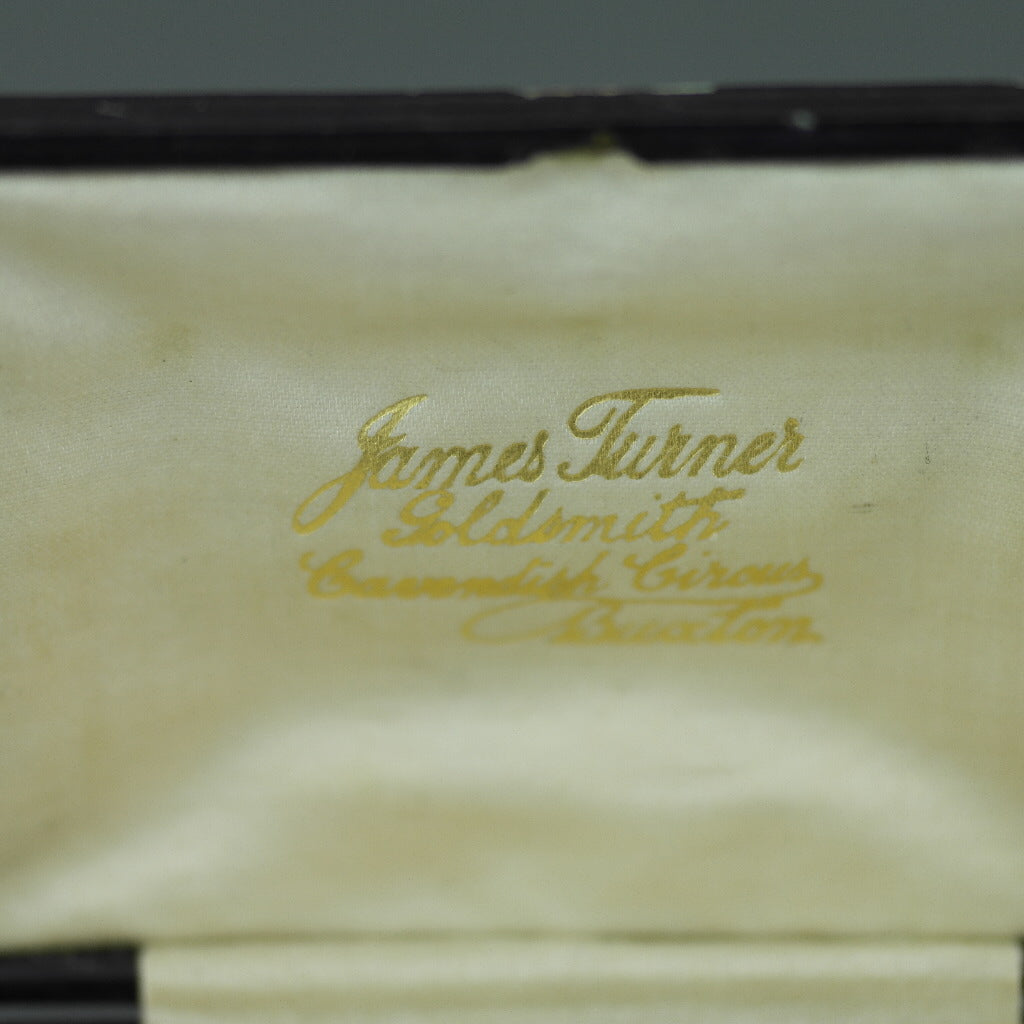 James Turner
Goldsmith
Cavendish Circus
Buxton